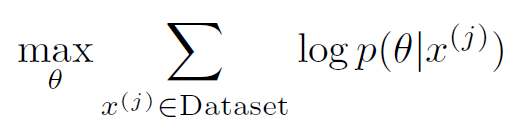 max_θ ∑_{x^{(j)}∈Dataset} log p(θ|x^{(j)})